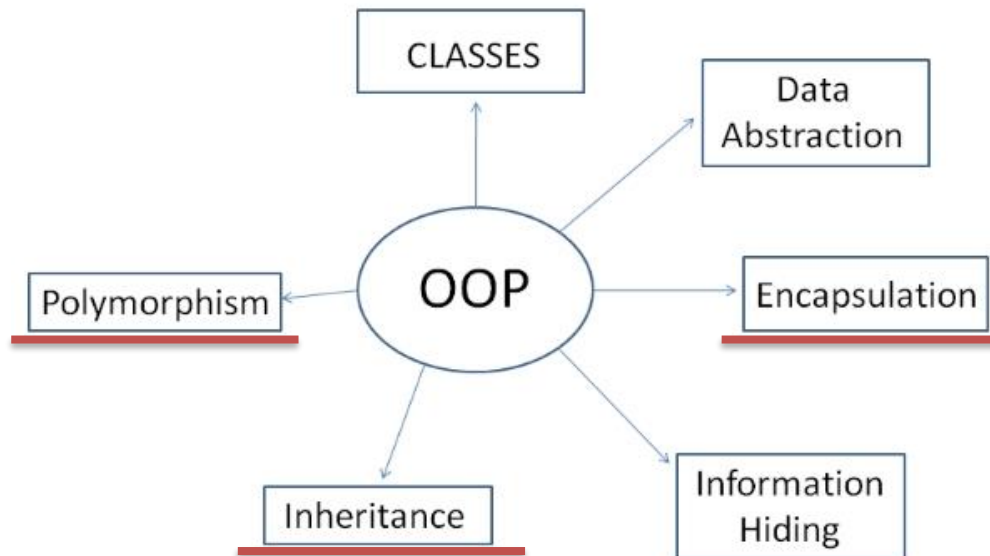 CLASSES
Data
Abstraction
OOP
Polymorphism
Encapsulation
Inheritance
Information
Hiding